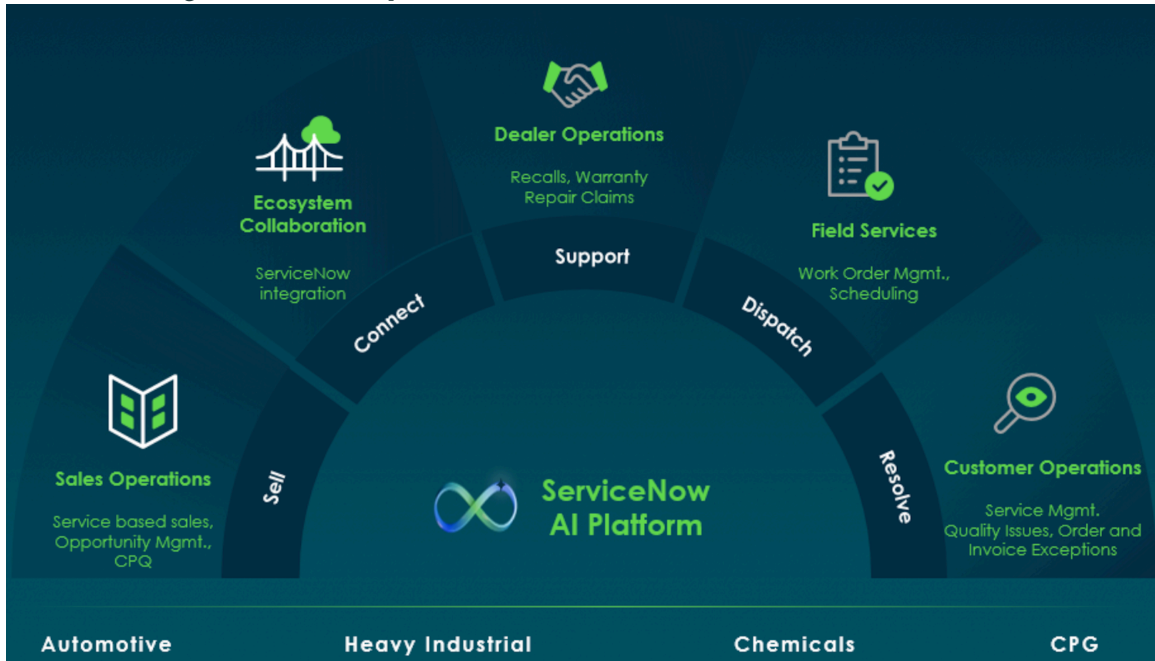 Dealer Operations
Recalls, Warranty
Repair Claims
Support
Ecosystem
Collaboration
ServiceNow
integration
Connect
Field Services
Work Order Mgmt.,
Scheduling
Dispatch
Sales Operations
Service based sales,
Opportunity Mgmt.,
CPQ
Sell
ServiceNow
AI Platform
Resolve
Customer Operations
Service Mgmt.
Quality Issues, Order and
Invoice Exceptions
Automotive
Heavy Industrial
Chemicals
CPG